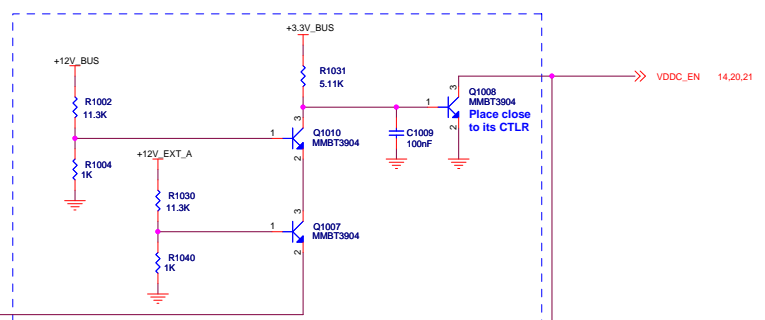 +3.3V_BUS
+12V_BUS
R1031
5.11K
VDDC_EN 14,20,21
3
Q1008
MMBT3904
1
Place close
to its CTLR
2
R1002
11.3K
3
1
Q1010
MMBT3904
2
C1009
100nF
+12V_EXT_A
R1004
1K
R1030
11.3K
3
1
Q1007
MMBT3904
2
R1040
1K